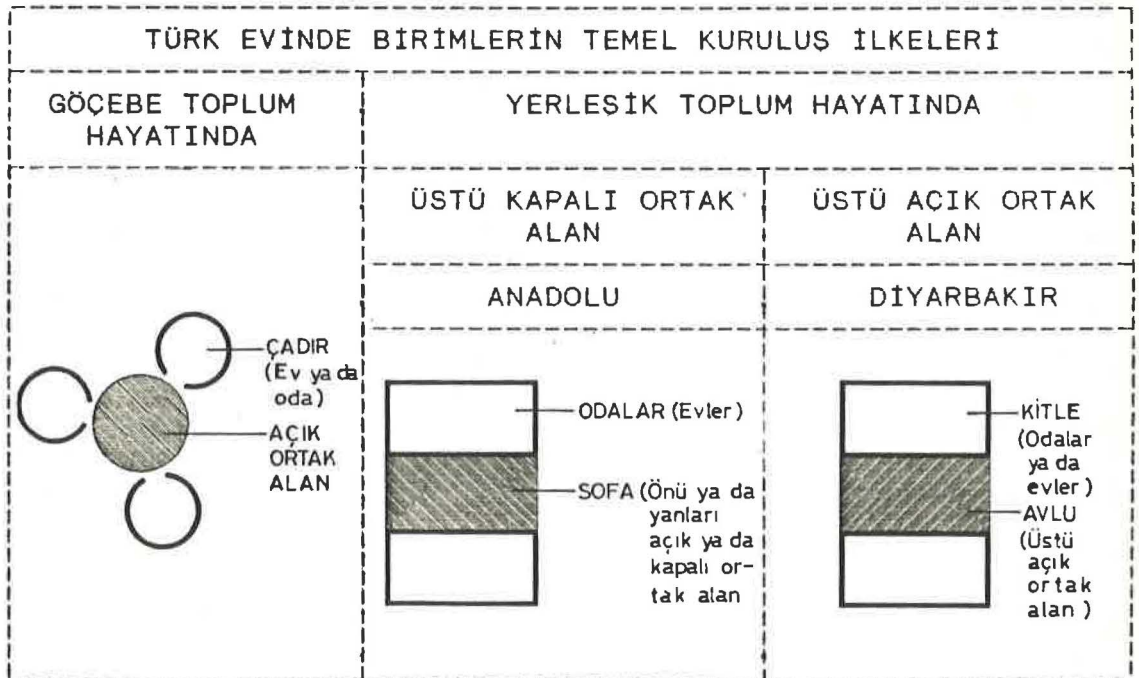 TÜRK EVİNDE BİRİMLERİN TEMEL KURULUS İLKELERİ
GÖÇEBE TOPLUM
HAYATINDA
YERLEŞİK TOPLUM HAYATINDA
ÜSTÜ KAPALI ORTAK
ALAN
ÜSTÜ AÇIK ORTAK
ALAN
ANADOLU
DİYARBAKIR
ÇADIR
(Ev ya da
oda)
AÇIK
ORTAK
ALAN
ODALAR (Evler)
SOFA (Önü ya da
yanları
açık ya da
kapalı or-
tak alan
KİTLE
(Odalar
ya da
evler)
AVLU
(Üstü
açık
ortak
alan)